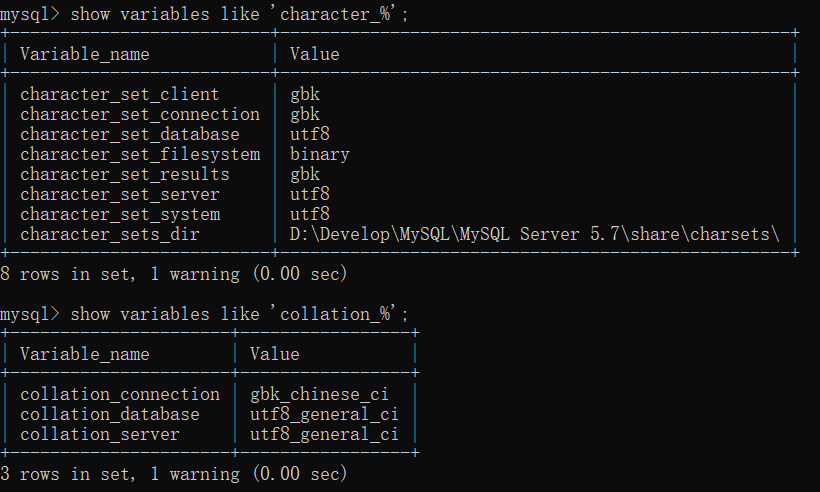 mysql> show variables like 'character_%';
+--------------------------+---------------------------------------------------+
| Variable_name            | Value                                             |
+--------------------------+---------------------------------------------------+
| character_set_client     | gbk                                               |
| character_set_connection | gbk                                               |
| character_set_database   | utf8                                              |
| character_set_filesystem | binary                                            |
| character_set_results    | gbk                                               |
| character_set_server     | utf8                                              |
| character_set_system     | utf8                                              |
| character_sets_dir       | D:\Develop\MySQL\MySQL Server 5.7\share\charsets\ |
+--------------------------+---------------------------------------------------+
8 rows in set, 1 warning (0.00 sec)
mysql> show variables like 'collation_%';
+----------------------+-----------------+
| Variable_name        | Value           |
+----------------------+-----------------+
| collation_connection | gbk_chinese_ci  |
| collation_database   | utf8_general_ci |
| collation_server     | utf8_general_ci |
+----------------------+-----------------+
3 rows in set, 1 warning (0.00 sec)